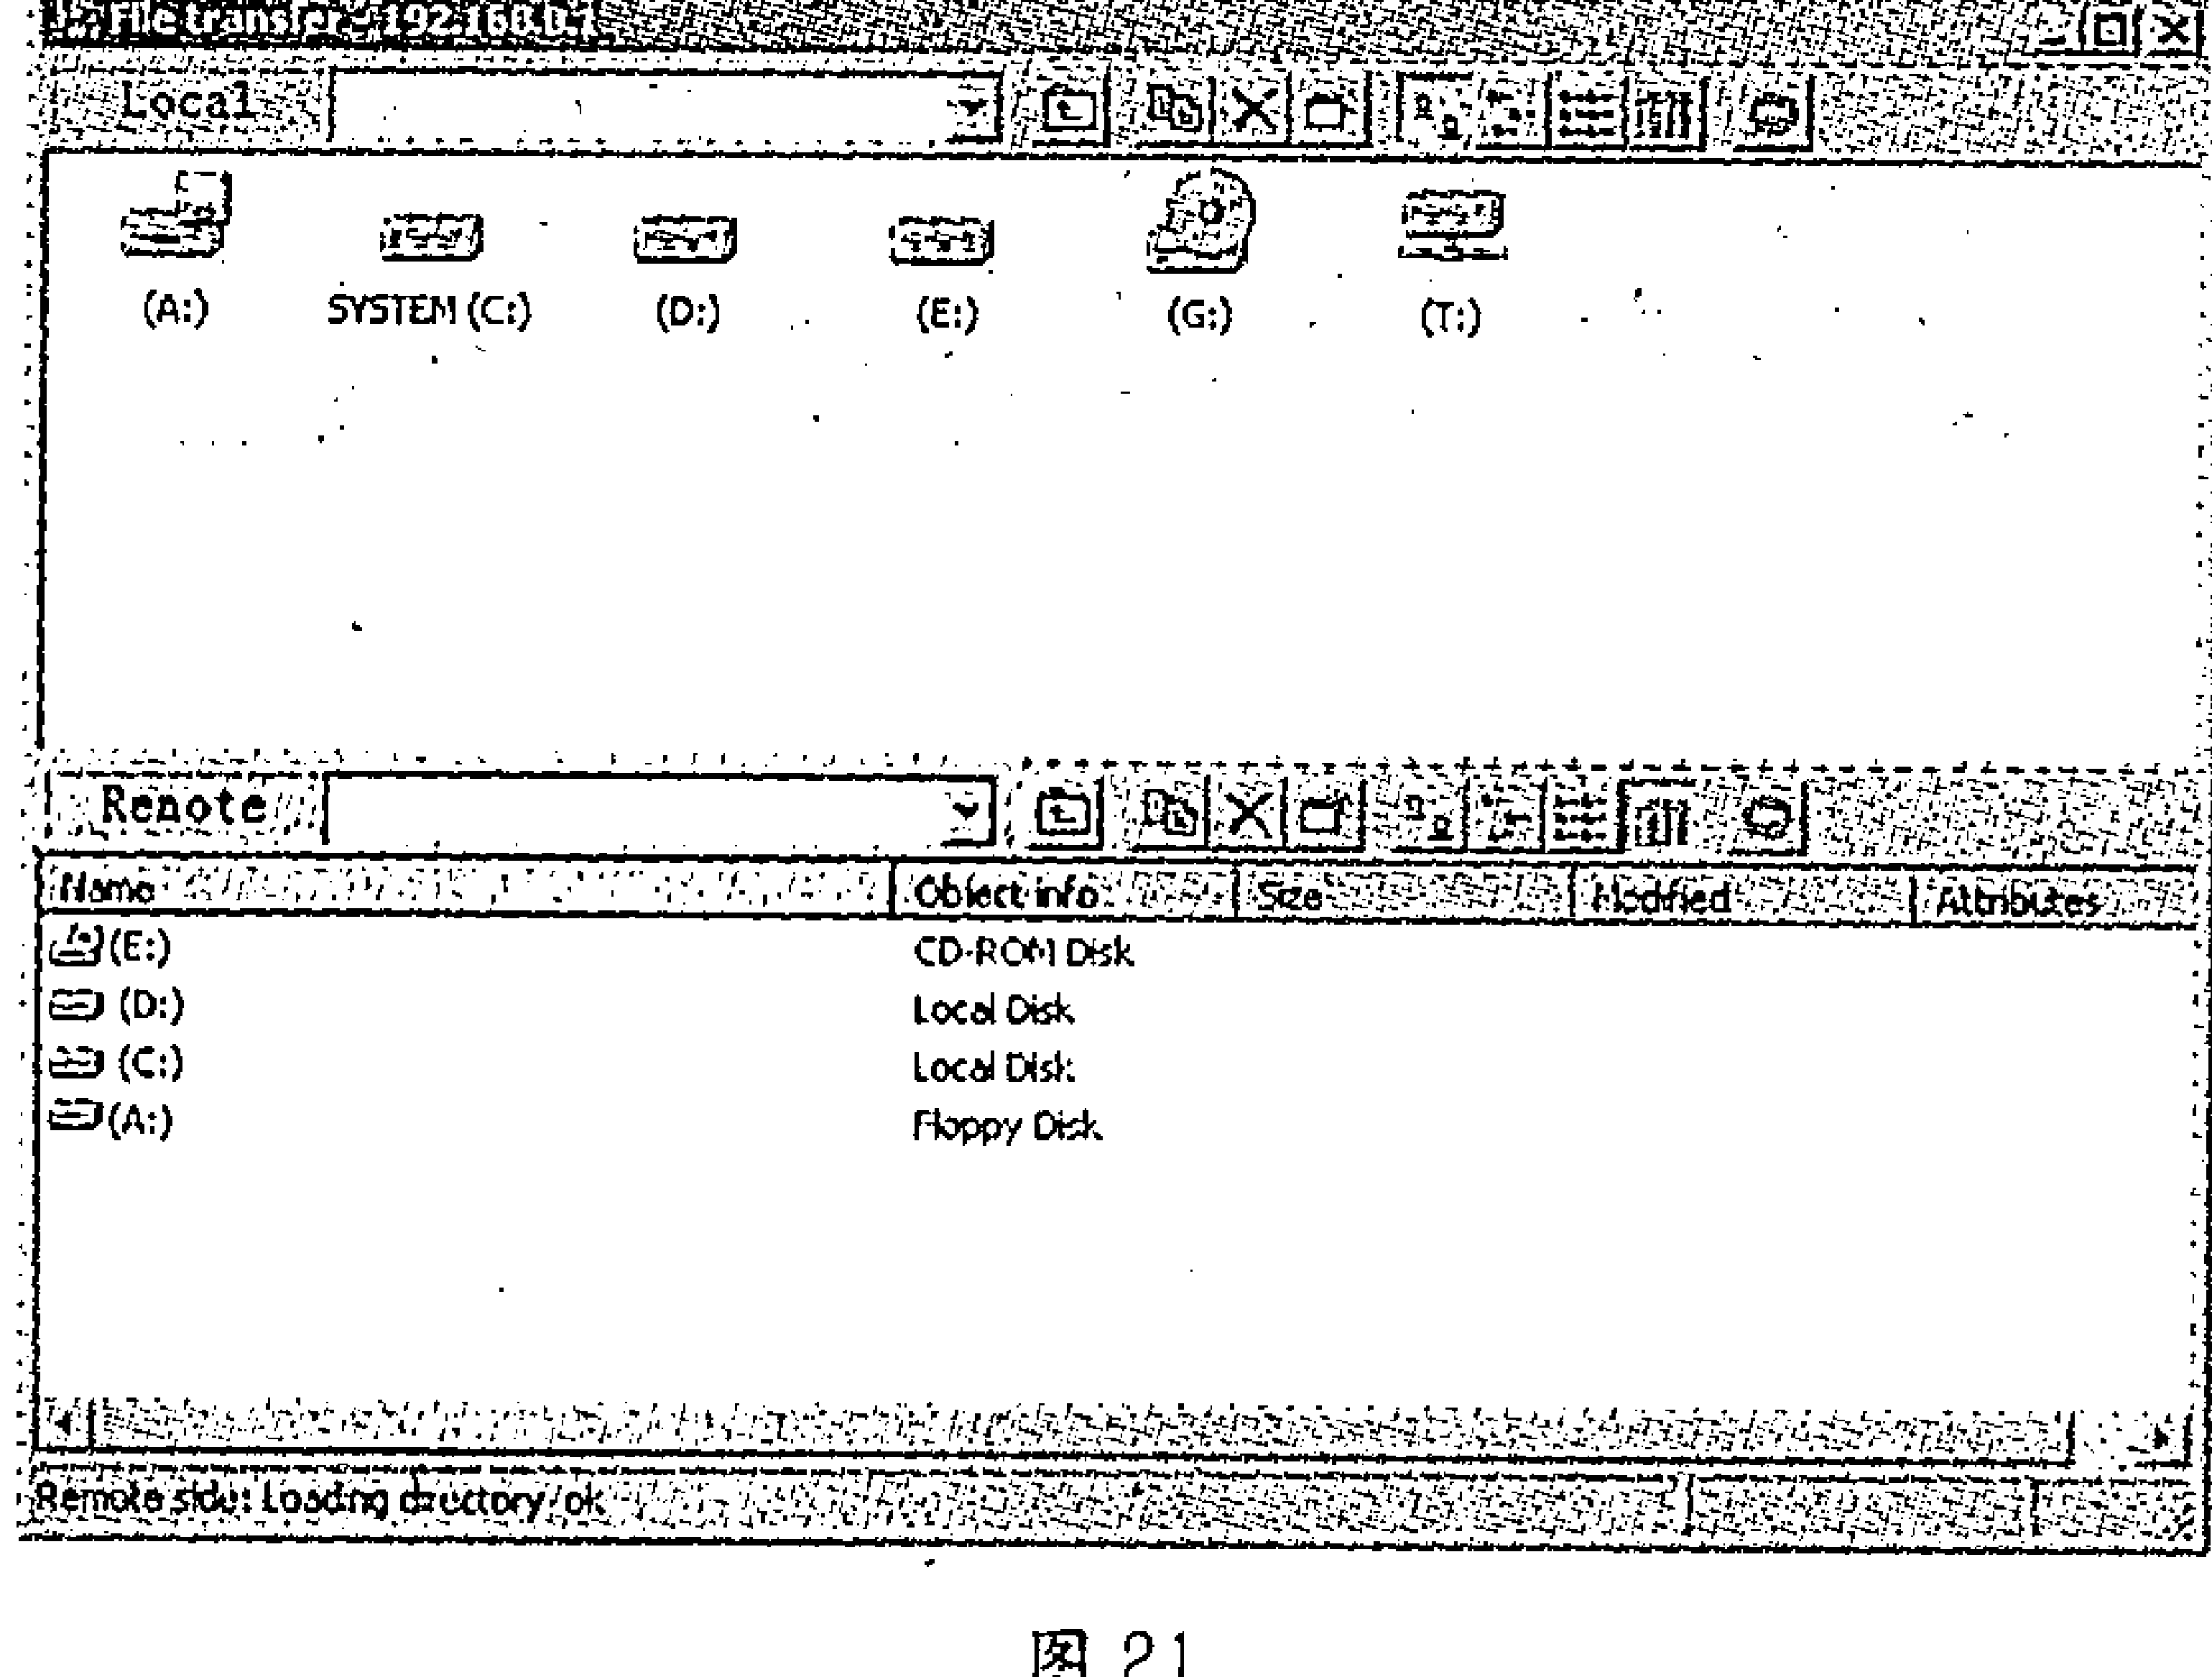 File transfer - 192.168.0.1
Local
(A:) SYSTEM (C:) (D:) (E:) (G:) (T:)
Remote
Name Object info Size Modified Attributes
(E:) CD-ROM Disk
(D:) Local Disk
(C:) Local Disk
(A:) Floppy Disk
Remote side: Loading directory ok
图 21